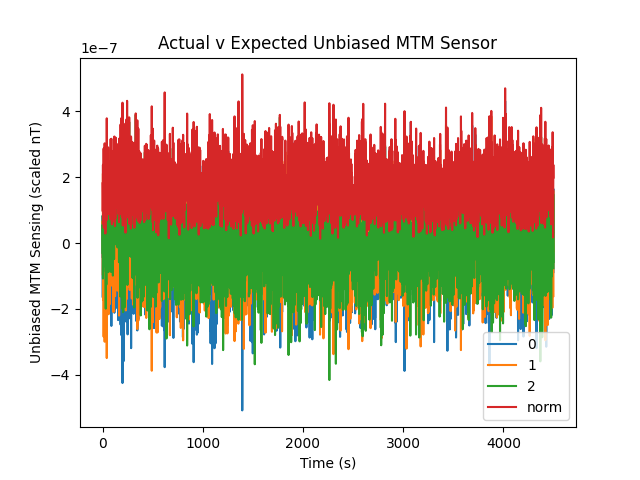 Actual v Expected Unbiased MTM Sensor
1e−7
Unbiased MTM Sensing (scaled nT)
4
2
0
−2
−4
0
1000
2000
3000
4000
Time (s)
0
1
2
norm